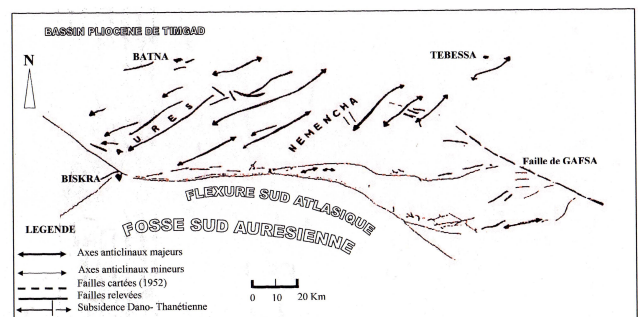 BASSIN PLIOCENE DE TIMGAD
BATNA
TEBESSA
N
AURES
NEMENCHA
Faille de GAFSA
BISKRA
FLEXURE SUD ATLASIQUE
FOSSE SUD AURESIENNE
LEGENDE
Axes anticlinaux majeurs
Axes anticlinaux mineurs
Failles cartées (1952)
Failles relevées
Subsidence Dano- Thanétienne
0 10 20 Km